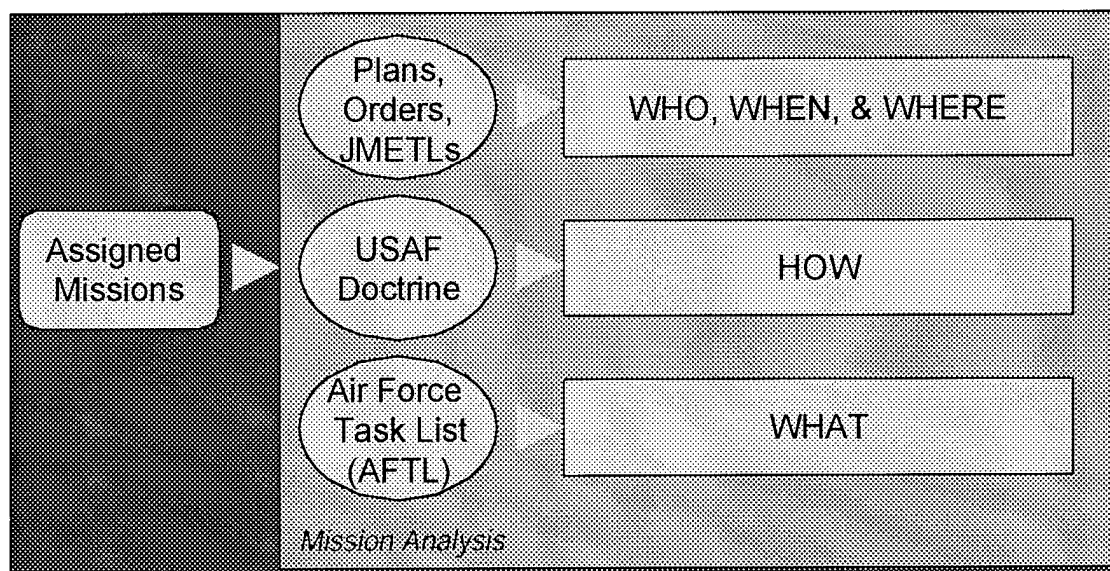 Assigned
Missions
Plans,
Orders,
JMETLs
WHO, WHEN, & WHERE
USAF
Doctrine
HOW
Air Force
Task List
(AFTL)
WHAT
Mission Analysis